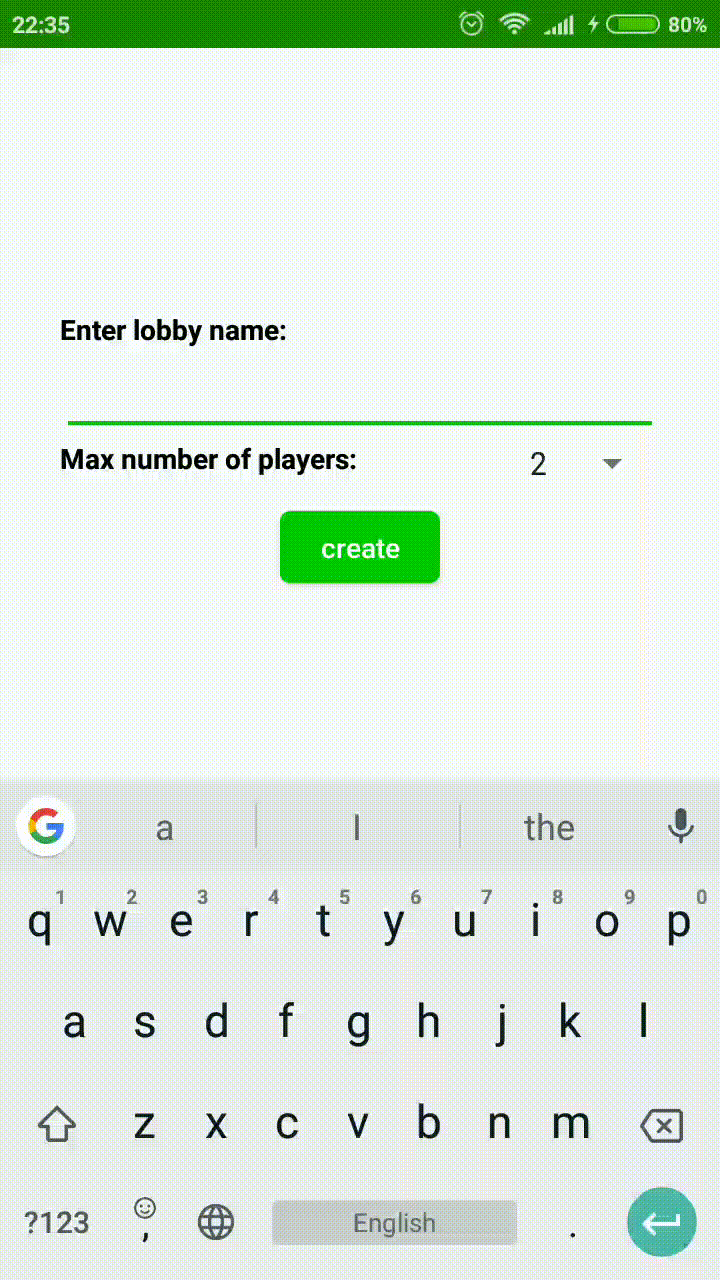 22:35 80%
Enter lobby name:
Max number of players: 2
create
G a I the
1 2 3 4 5 6 7 8 9 0
q w e r t y u i o p
a s d f g h j k l
z x c v b n m
?123 , English .